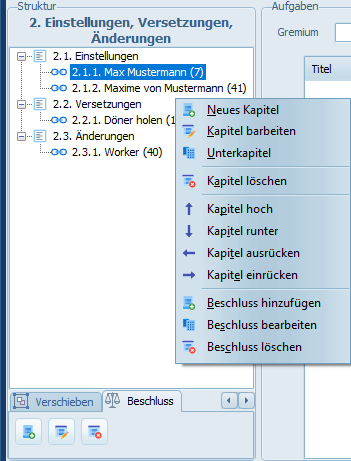 Struktur
2. Einstellungen, Versetzungen,
Änderungen
2.1. Einstellungen
2.1.1. Max Mustermann (7)
2.1.2. Maxime von Mustermann (41)
2.2. Versetzungen
2.2.1. Döner holen (1
2.3. Änderungen
2.3.1. Worker (40)
Neues Kapitel
Kapitel barbeiten
Unterkapitel
Kapitel löschen
Kapitel hoch
Kapitel runter
Kapitel ausrücken
Kapitel einrücken
Beschluss hinzufügen
Beschluss bearbeiten
Beschluss löschen
Verschieben
Beschluss
Aufgaben
Gremium
Titel